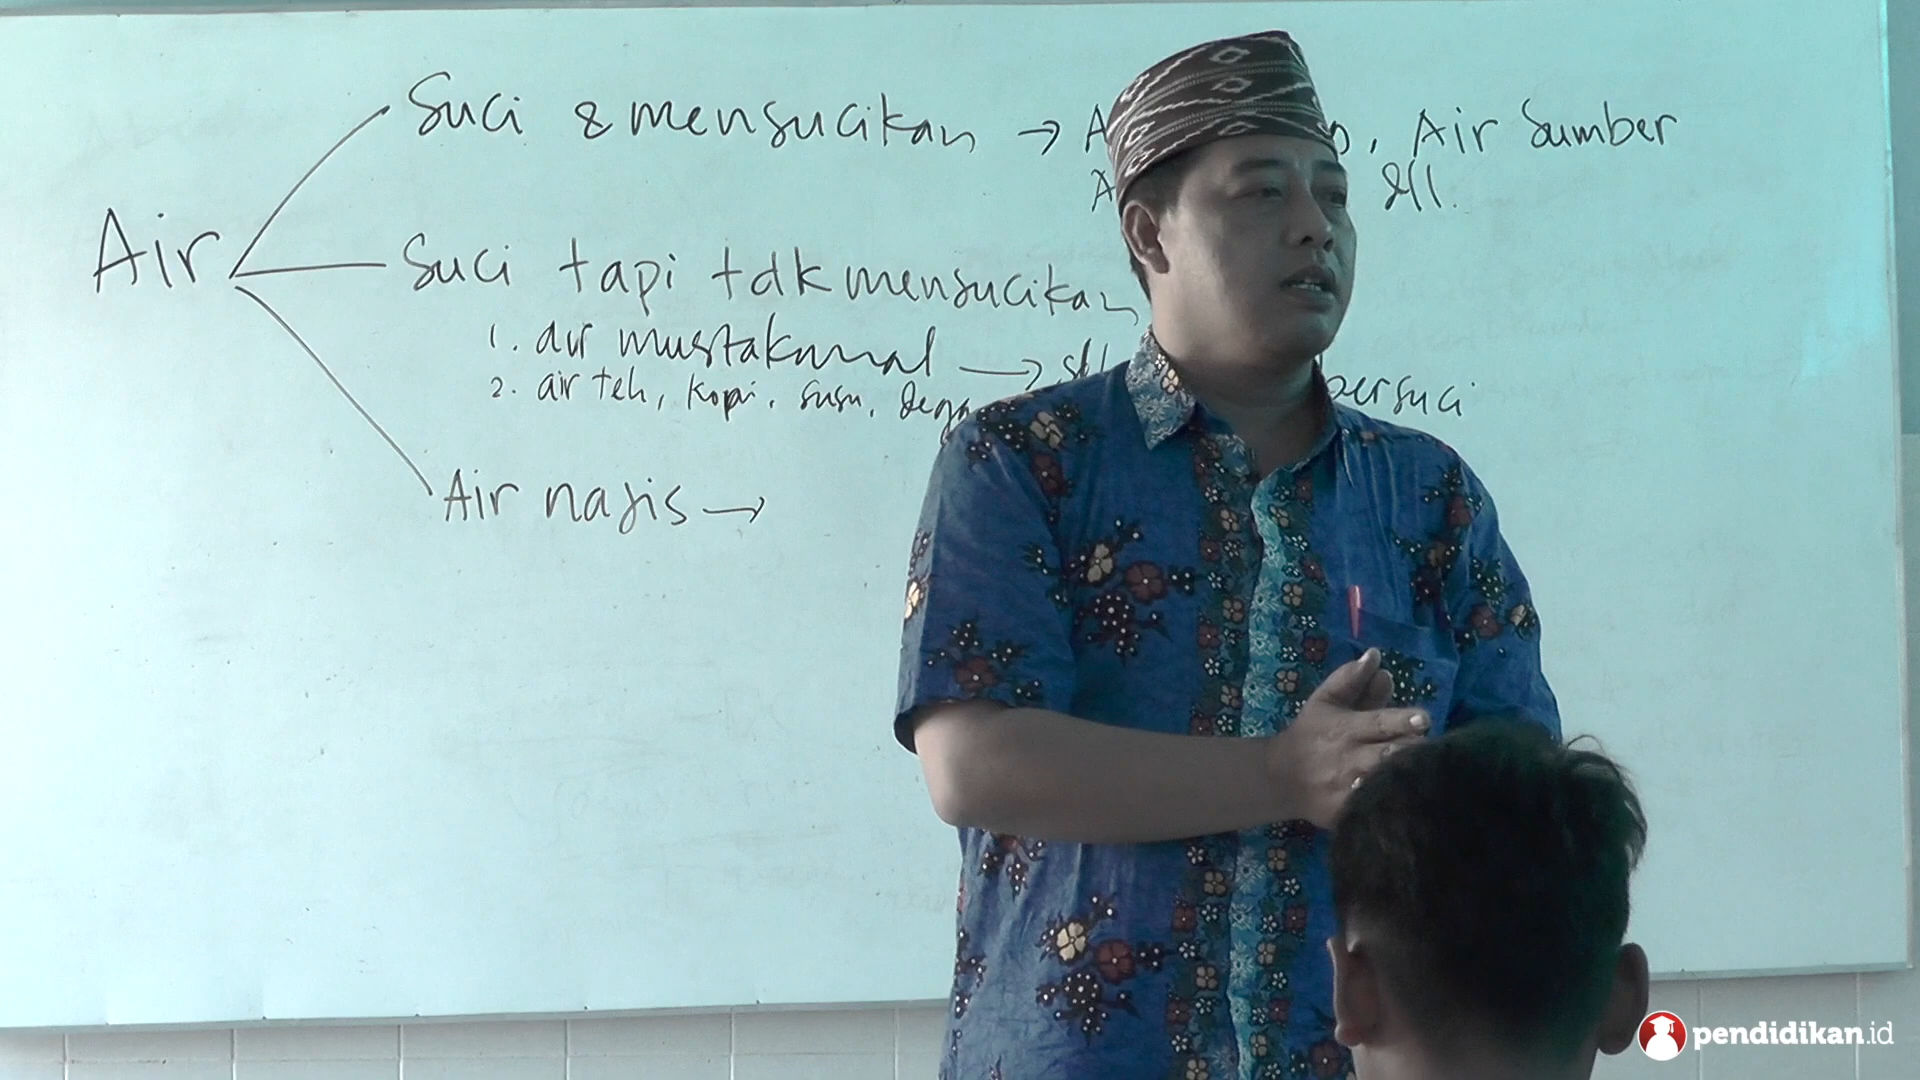 Suci & mensucikan → Air Sumber
dll.
Air
Suci tapi tdk mensucikan
1. air mustakmal → bersuci
2. air teh, kopi, susu,
Air najis →
pendidikan.id